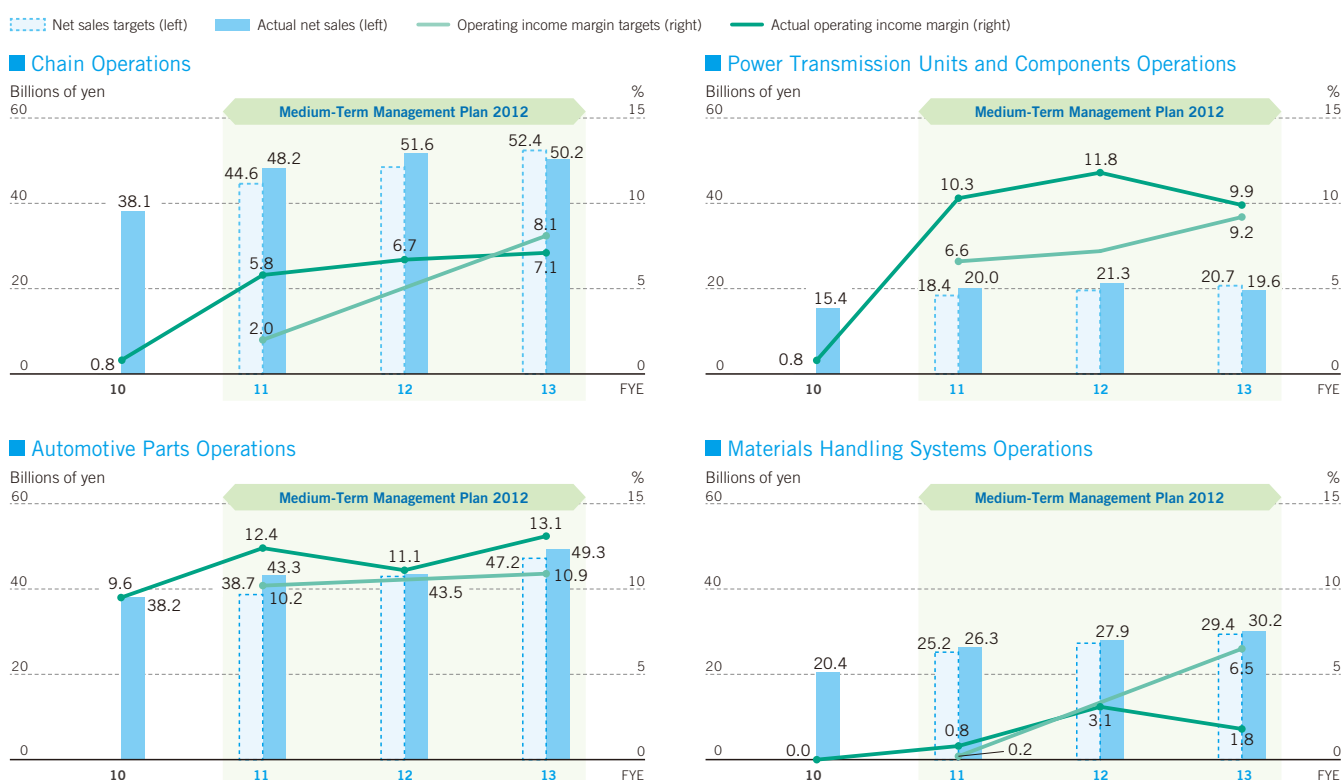 Net sales targets (left) Actual net sales (left) Operating income margin targets (right) Actual operating income margin (right)
Chain Operations
Billions of yen %
Medium-Term Management Plan 2012
60 15
52.4
51.6 50.2
48.2
44.6
40 38.1 10
8.1
6.7
5.8 7.1
20 5
2.0
0.8
0 0
10 11 12 13 FYE
Power Transmission Units and Components Operations
Billions of yen %
Medium-Term Management Plan 2012
60 15
11.8
10.3 9.9
40 10
9.2
6.6
20 18.4 20.0 21.3 20.7 19.6 5
15.4
0.8
0 0
10 11 12 13 FYE
Automotive Parts Operations
Billions of yen %
Medium-Term Management Plan 2012
60 15
13.1
12.4
11.1 49.3
43.3 47.2
9.6 38.7 10.9
40 10
38.2 10.2 43.5
20 5
0 0
10 11 12 13 FYE
Materials Handling Systems Operations
Billions of yen %
Medium-Term Management Plan 2012
60 15
40 10
29.4 30.2
25.2 26.3 27.9
20.4 6.5
20 5
3.1
0.8 1.8
0.0 0.2
0 0
10 11 12 13 FYE